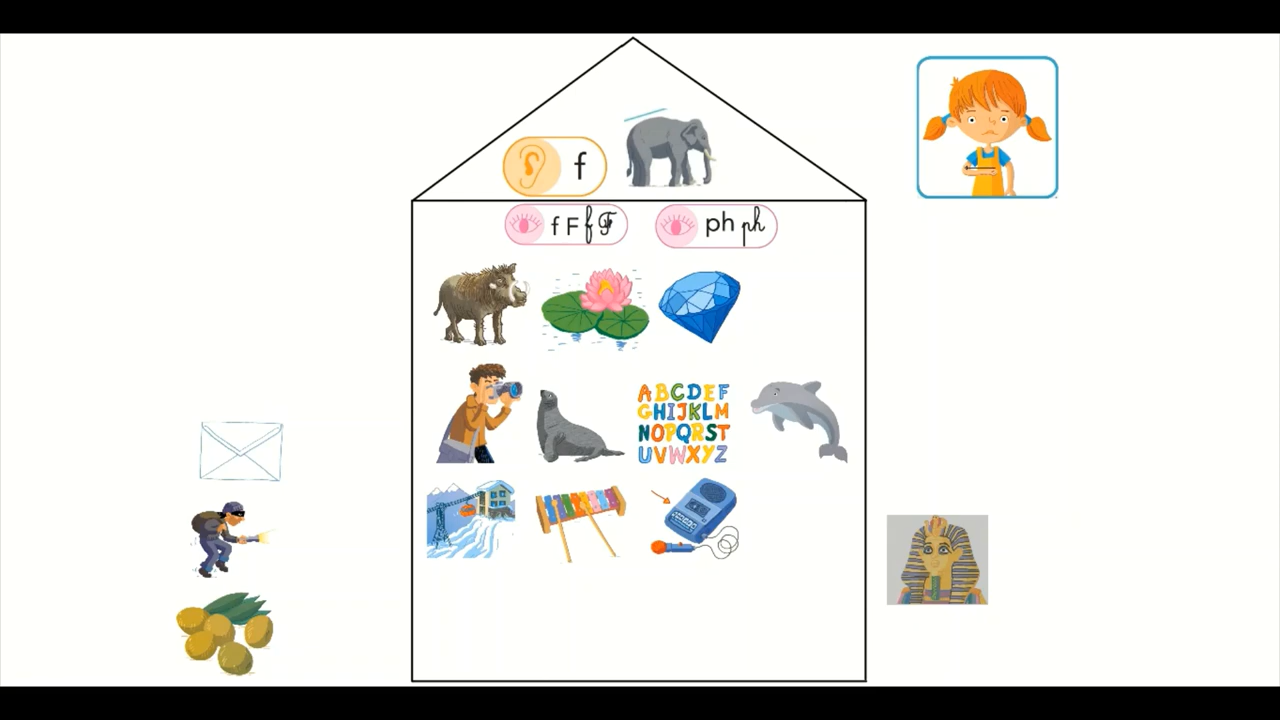 f
f F f F
ph ph
ABCDEF
GHIJKLM
NOPQRST
UVWXYZ